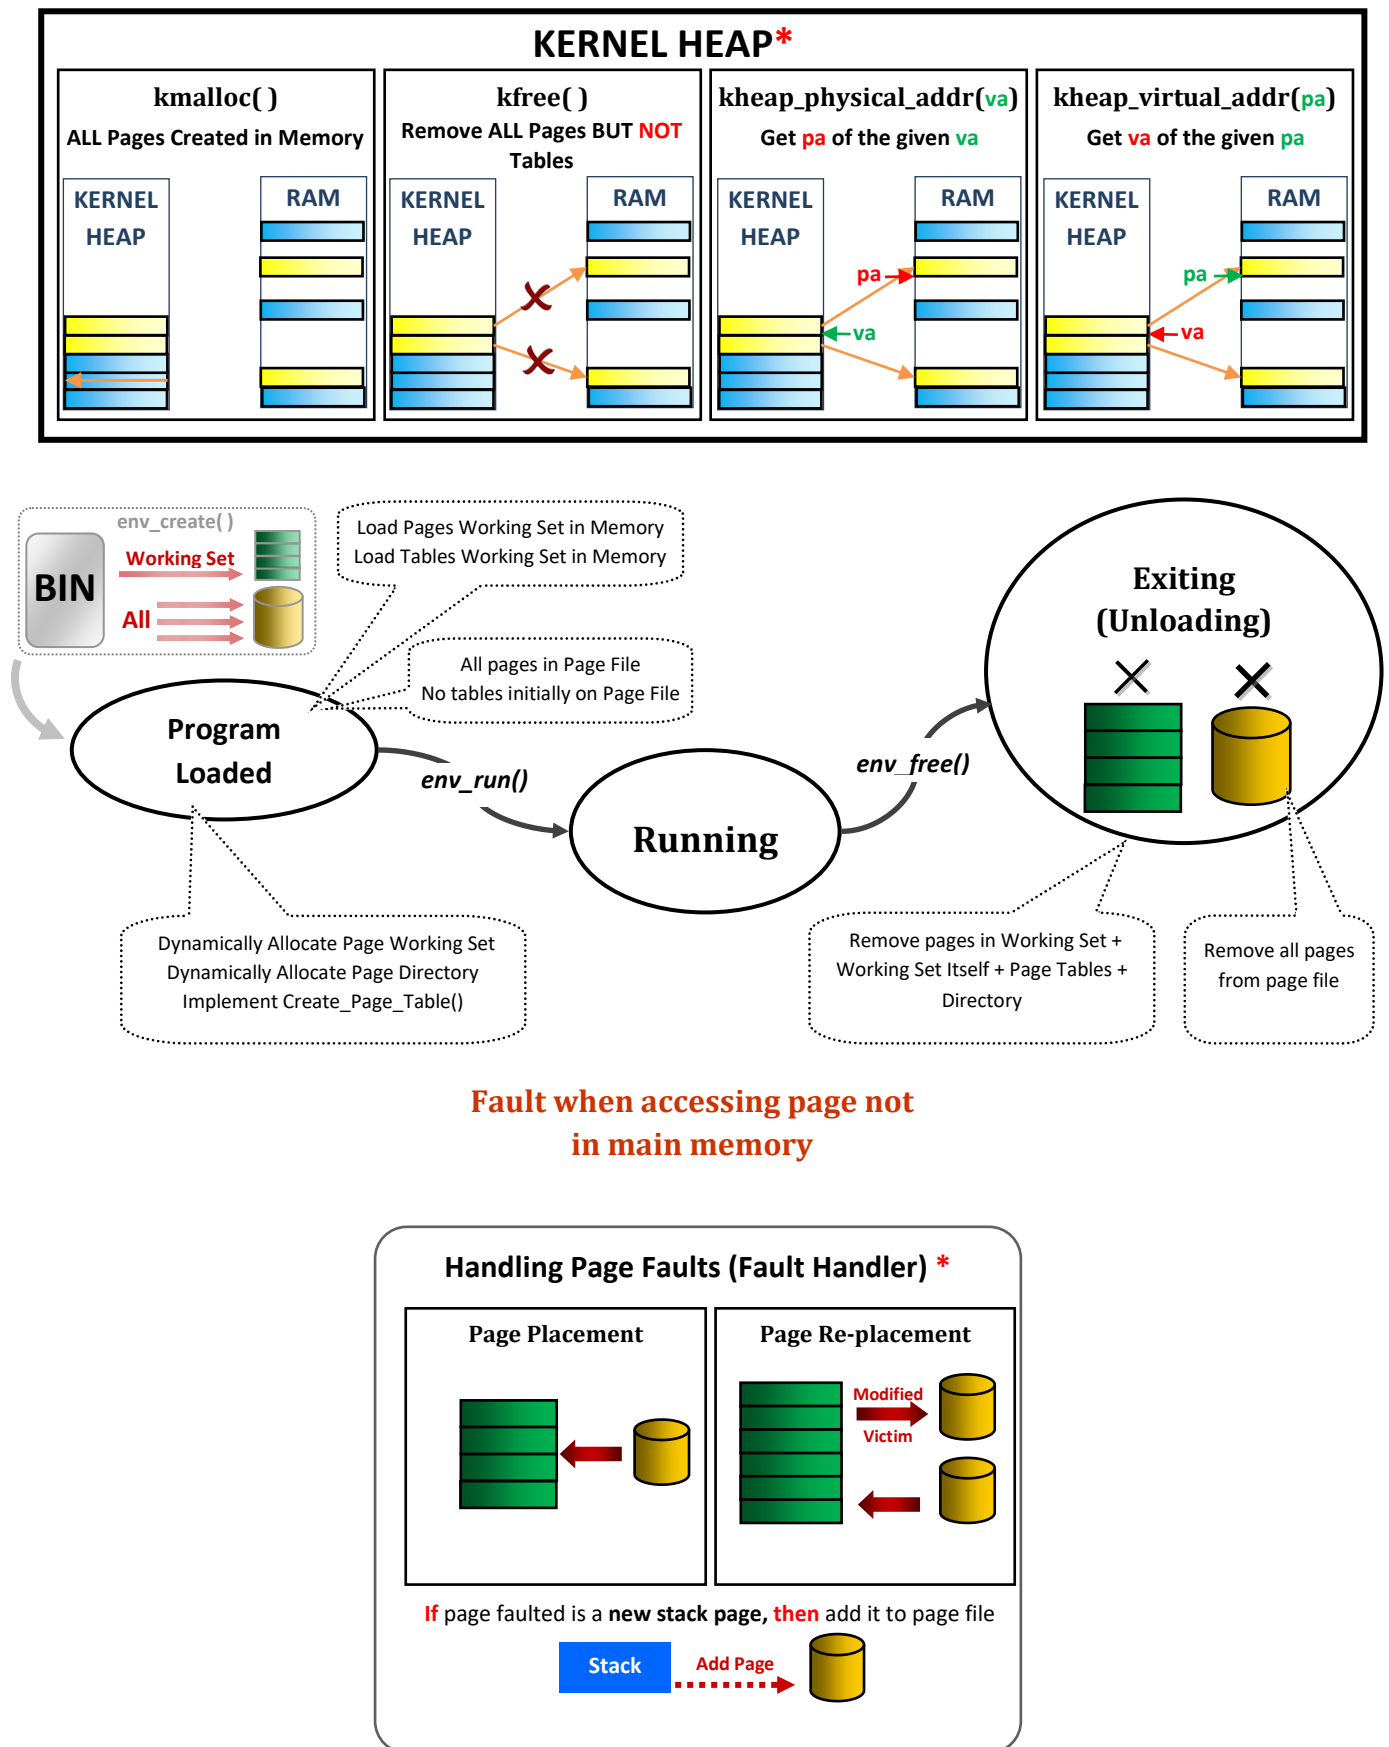 KERNEL HEAP*
kmalloc( )
ALL Pages Created in Memory
KERNEL
HEAP
RAM
kfree( )
Remove ALL Pages BUT NOT
Tables
KERNEL
HEAP
RAM
kheap_physical_addr(va)
Get pa of the given va
KERNEL
HEAP
RAM
pa
va
kheap_virtual_addr(pa)
Get va of the given pa
KERNEL
HEAP
RAM
pa
va
env_create( )
BIN
Working Set
All
Load Pages Working Set in Memory
Load Tables Working Set in Memory
All pages in Page File
No tables initially on Page File
Program
Loaded
env_run()
Running
env_free()
Exiting
(Unloading)
Dynamically Allocate Page Working Set
Dynamically Allocate Page Directory
Implement Create_Page_Table()
Remove pages in Working Set +
Working Set Itself + Page Tables +
Directory
Remove all pages
from page file
Fault when accessing page not
in main memory
Handling Page Faults (Fault Handler) *
Page Placement
Page Re-placement
Modified
Victim
If page faulted is a new stack page, then add it to page file
Stack
Add Page